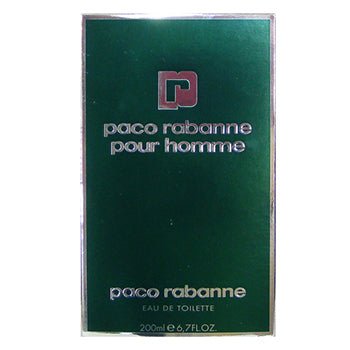 paco rabanne
pour homme
paco rabanne
EAU DE TOILETTE
200ml e 6,7FL.OZ.